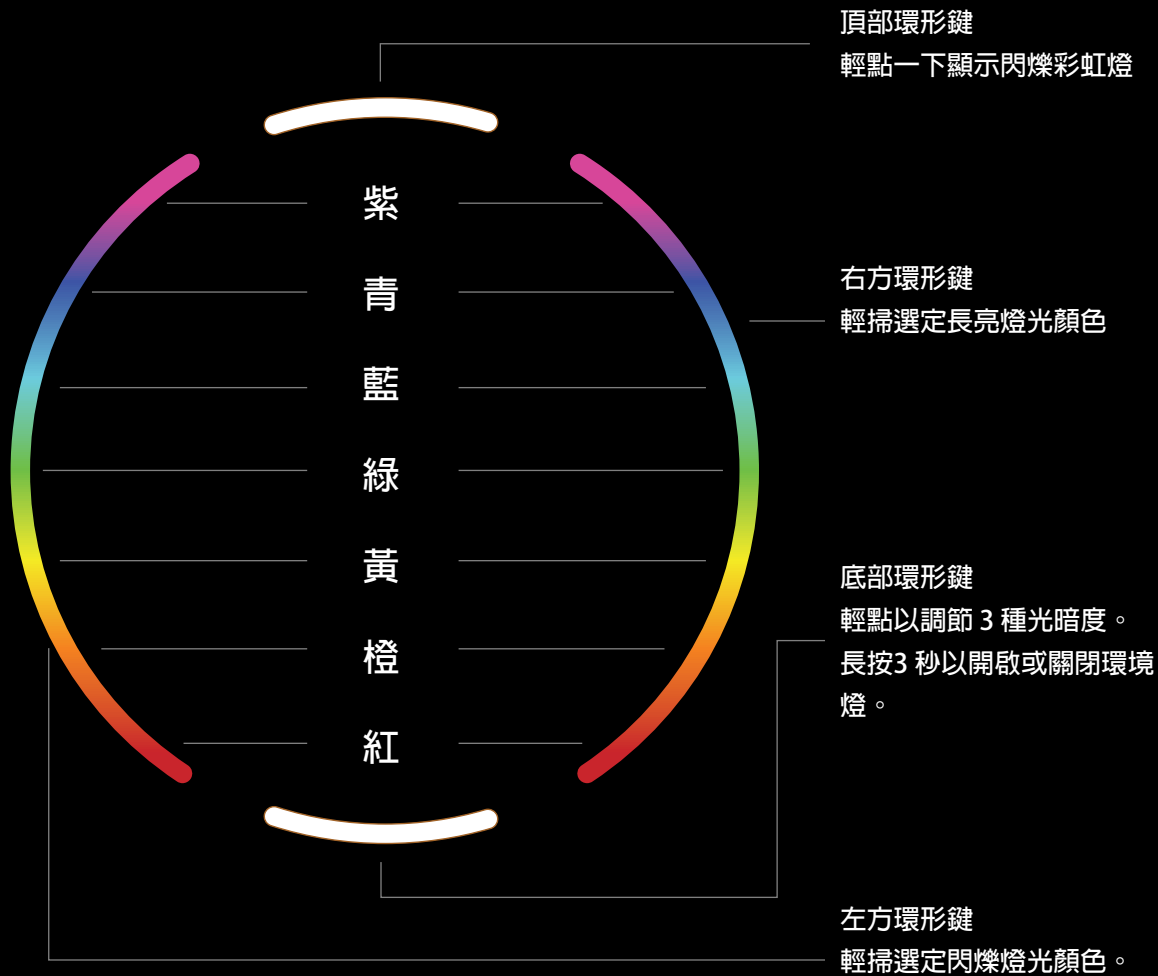 頂部環形鍵
輕點一下顯示閃爍彩虹燈
紫
青
藍
綠
黃
橙
紅
右方環形鍵
輕掃選定長亮燈光顏色
底部環形鍵
輕點以調節 3 種光暗度。
長按3 秒以開啟或關閉環境
燈。
左方環形鍵
輕掃選定閃爍燈光顏色。